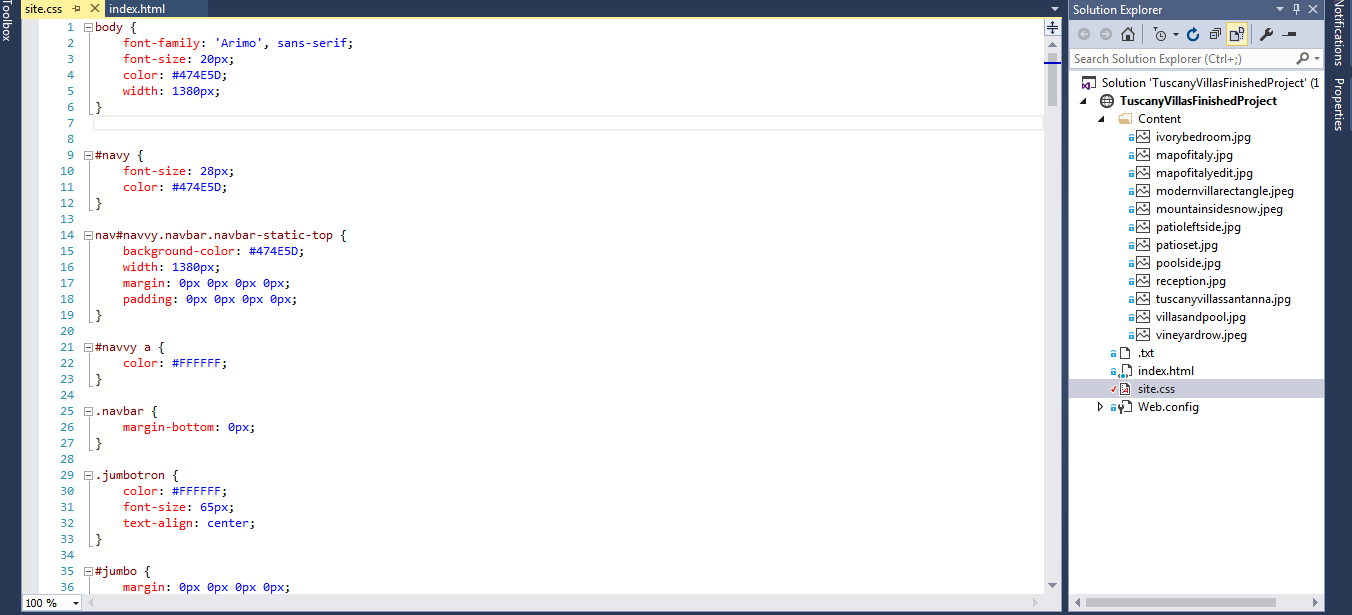 Toolbox
site.css
index.html
1 body {
2 font-family: 'Arimo', sans-serif;
3 font-size: 20px;
4 color: #474E5D;
5 width: 1380px;
6 }
7
8
9 #navy {
10 font-size: 28px;
11 color: #474E5D;
12 }
13
14 nav#navvy.navbar.navbar-static-top {
15 background-color: #474E5D;
16 width: 1380px;
17 margin: 0px 0px 0px 0px;
18 padding: 0px 0px 0px 0px;
19 }
20
21 #navvy a {
22 color: #FFFFFF;
23 }
24
25 .navbar {
26 margin-bottom: 0px;
27 }
28
29 .jumbotron {
30 color: #FFFFFF;
31 font-size: 65px;
32 text-align: center;
33 }
34
35 #jumbo {
36 margin: 0px 0px 0px 0px;
100 %
Solution Explorer
Search Solution Explorer (Ctrl+;)
Solution 'TuscanyVillasFinishedProject' (1
TuscanyVillasFinishedProject
Content
ivorybedroom.jpg
mapofitaly.jpg
mapofitalyedit.jpg
modernvillarectangle.jpeg
mountainsidesnow.jpeg
patioleftside.jpg
patioset.jpg
poolside.jpg
reception.jpg
tuscanyvillassantanna.jpg
villasandpool.jpg
vineyardrow.jpeg
.txt
index.html
site.css
Web.config
Notifications
Properties